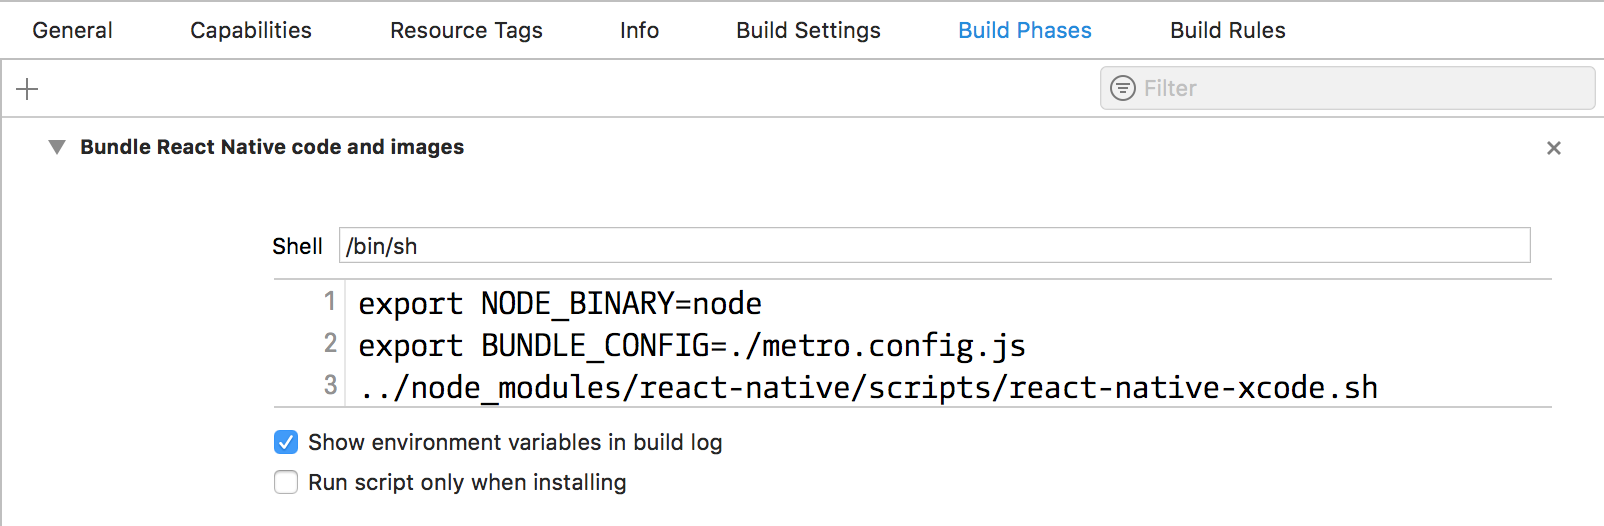 General Capabilities Resource Tags Info Build Settings Build Phases Build Rules
Filter
Bundle React Native code and images
Shell /bin/sh
1 export NODE_BINARY=node
2 export BUNDLE_CONFIG=./metro.config.js
3 ../node_modules/react-native/scripts/react-native-xcode.sh
Show environment variables in build log
Run script only when installing